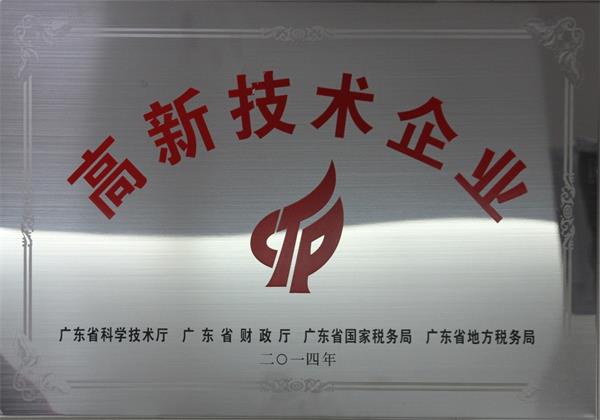 高新技术企业
CTP
广东省科学技术厅 广东省财政厅 广东省国家税务局 广东省地方税务局
二〇一四年